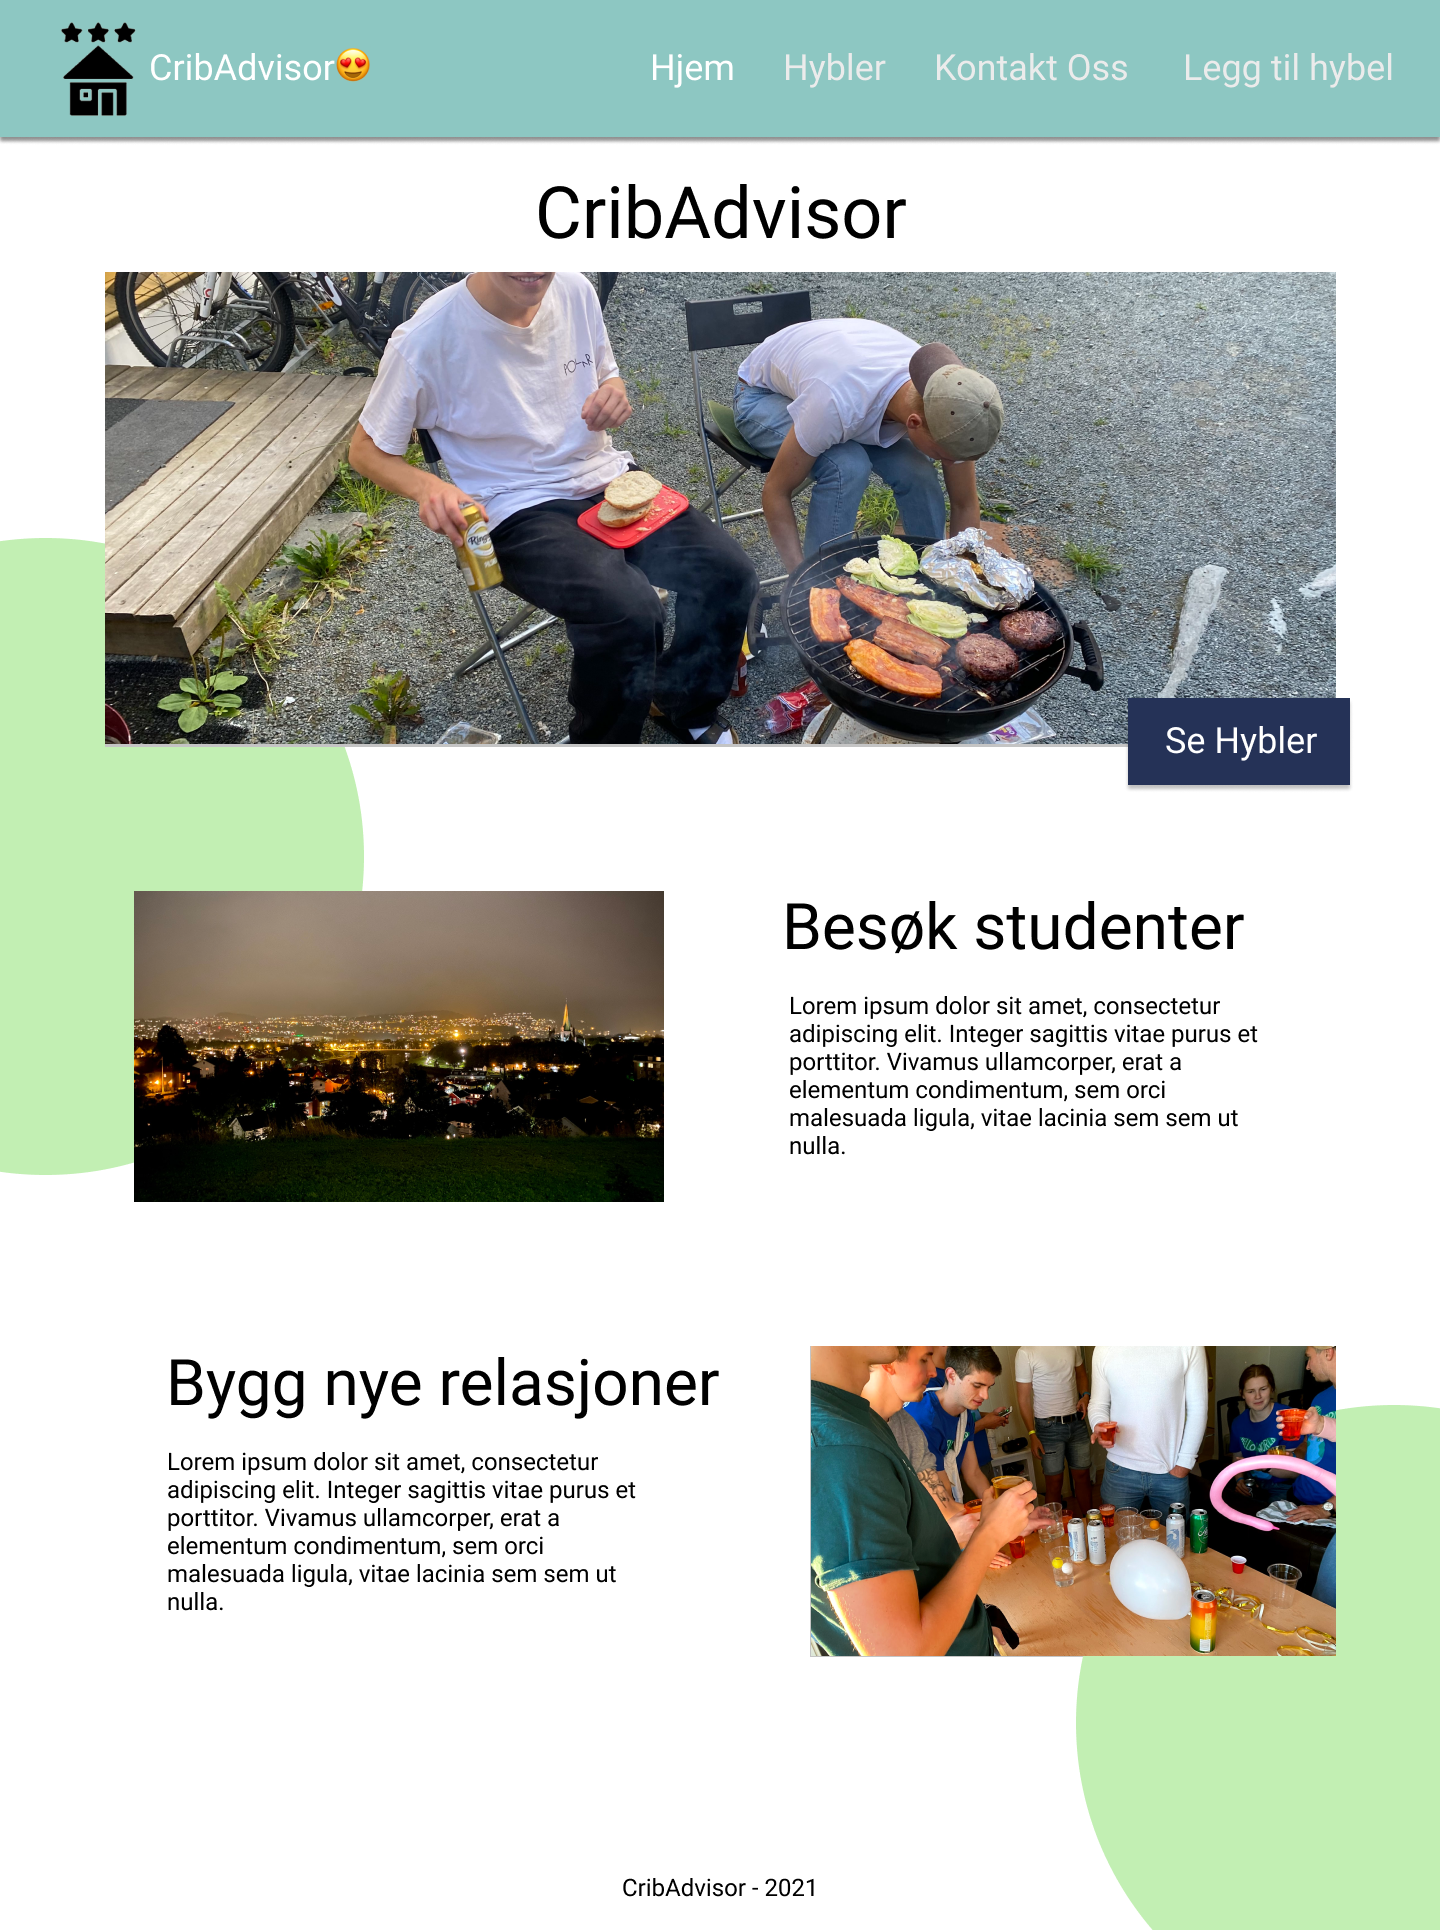 CribAdvisor😍
Hjem
Hybler
Kontakt Oss
Legg til hybel
CribAdvisor
POLAR
Ring
Se Hybler
Besøk studenter
Lorem ipsum dolor sit amet, consectetur
adipiscing elit. Integer sagittis vitae purus et
porttitor. Vivamus ullamcorper, erat a
elementum condimentum, sem orci
malesuada ligula, vitae lacinia sem sem ut
nulla.
Bygg nye relasjoner
Lorem ipsum dolor sit amet, consectetur
adipiscing elit. Integer sagittis vitae purus et
porttitor. Vivamus ullamcorper, erat a
elementum condimentum, sem orci
malesuada ligula, vitae lacinia sem sem ut
nulla.
CribAdvisor - 2021